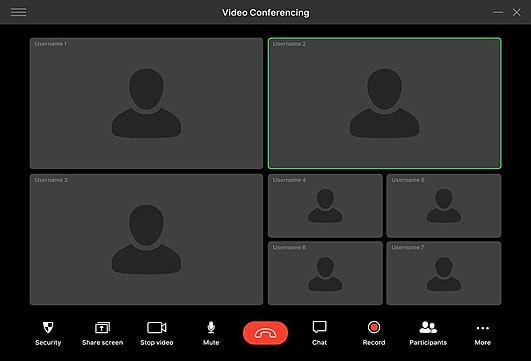 Video Conferencing
Username 1
Username 2
Username 3
Username 4
Username 5
Username 6
Username 7
Security
Share screen
Stop video
Mute
Chat
Record
Participants
More